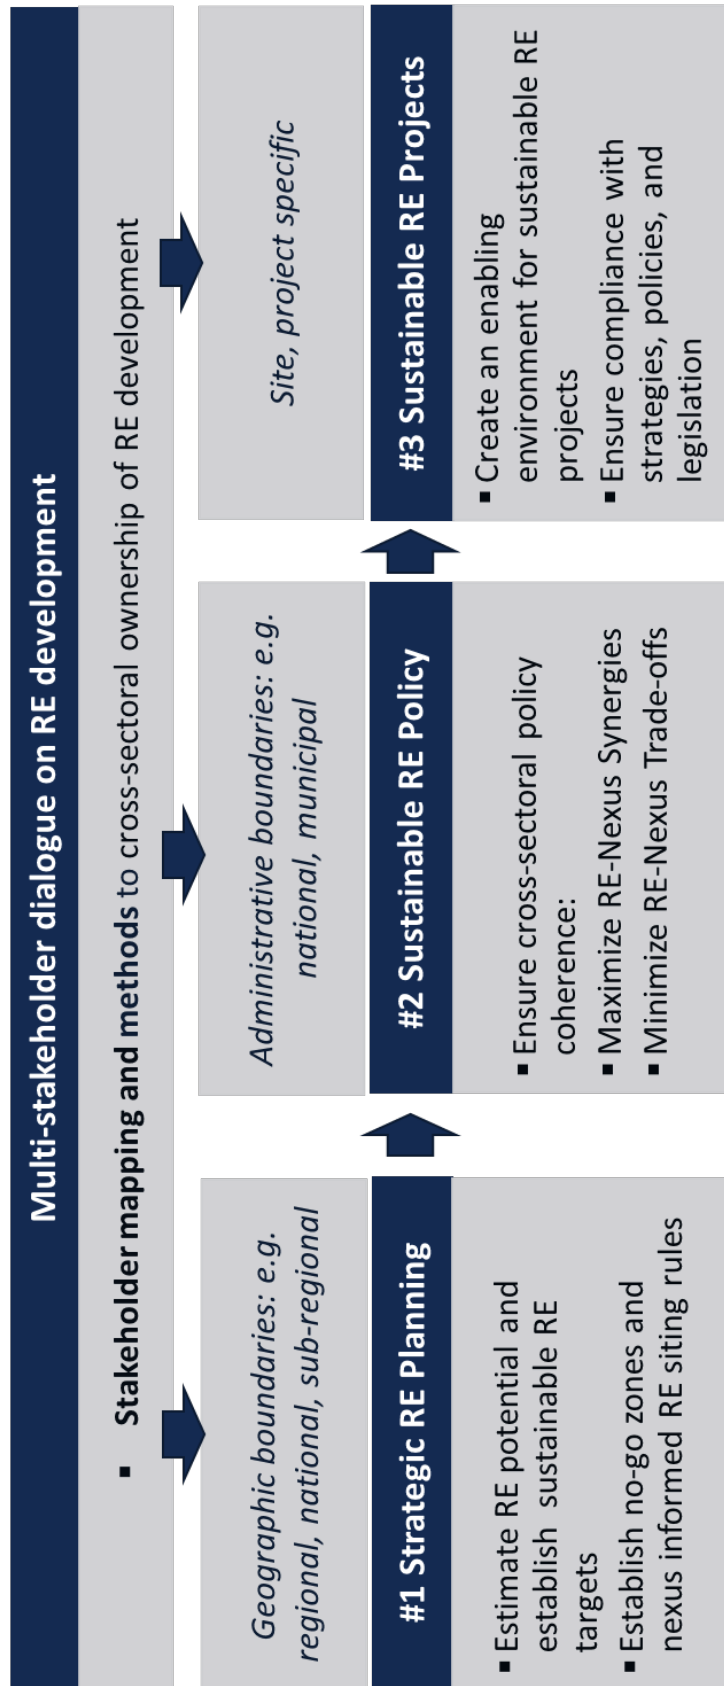 Multi-stakeholder dialogue on RE development
▪ Stakeholder mapping and methods to cross-sectoral ownership of RE development
Geographic boundaries: e.g.
regional, national, sub-regional
#1 Strategic RE Planning
▪ Estimate RE potential and
establish sustainable RE
targets
▪ Establish no-go zones and
nexus informed RE siting rules
Administrative boundaries: e.g.
national, municipal
#2 Sustainable RE Policy
▪ Ensure cross-sectoral policy
coherence:
▪ Maximize RE-Nexus Synergies
▪ Minimize RE-Nexus Trade-offs
Site, project specific
#3 Sustainable RE Projects
▪ Create an enabling
environment for sustainable RE
projects
▪ Ensure compliance with
strategies, policies, and
legislation